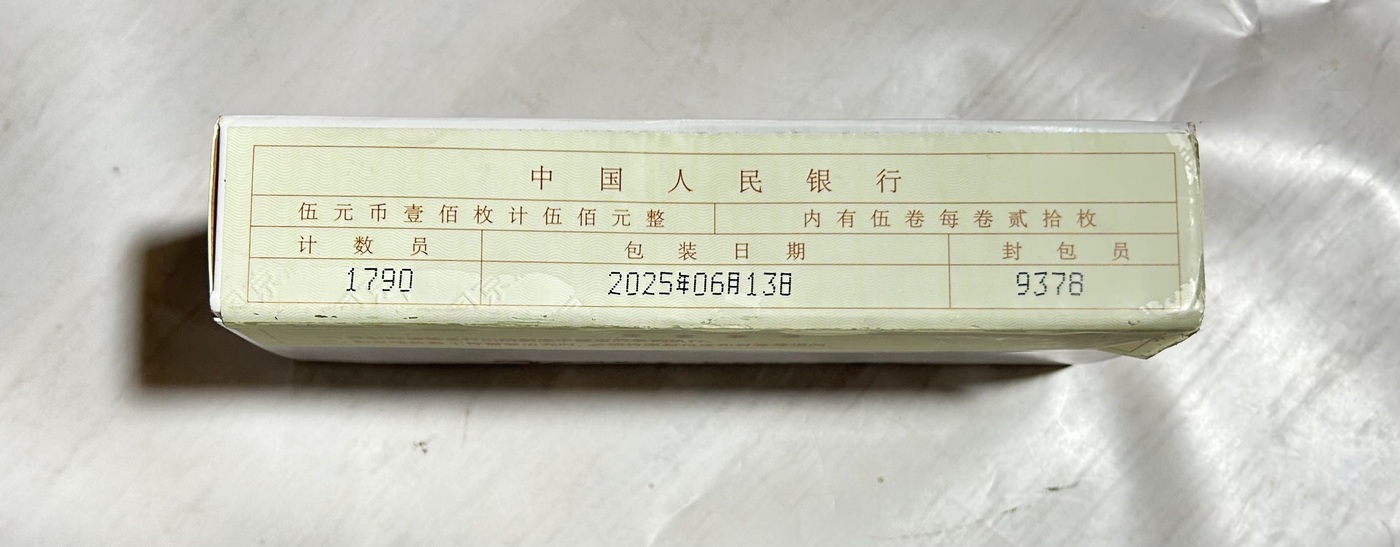 中国人民银行
伍元币壹佰枚计伍佰元整 内有伍卷每卷贰拾枚
计数员 包装日期 封包员
1790 2025年06月13日 9378